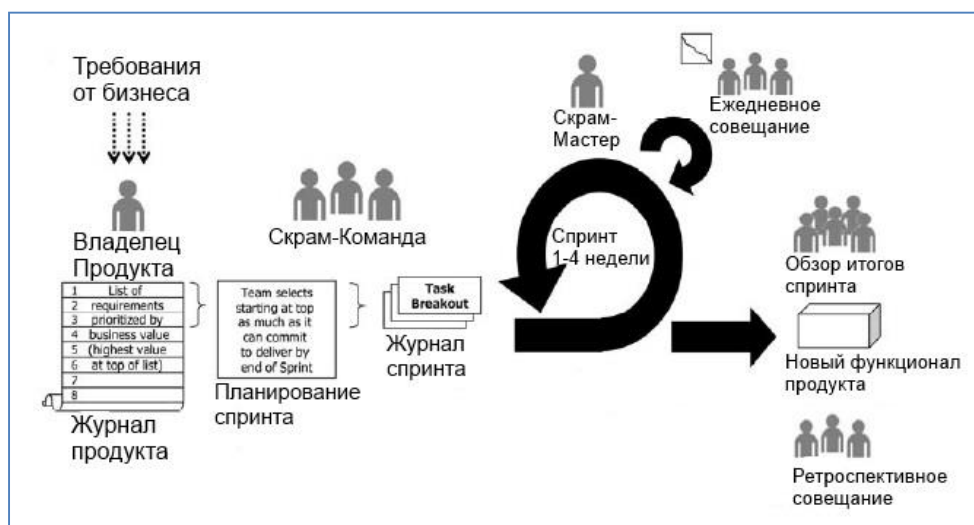 Требования
от бизнеса
Владелец
Продукта
1 List of
2 requirements
3 prioritized by
4 business value
5 (highest value
6 at top of list)
7
8
Журнал
продукта
Скрам-Команда
Team selects
starting at top
as much as it
can commit
to deliver by
end of Sprint
Планирование
спринта
Task
Breakout
Журнал
спринта
Скрам-
Мастер
Ежедневное
совещание
Спринт
1-4 недели
Обзор итогов
спринта
Новый функционал
продукта
Ретроспективное
совещание